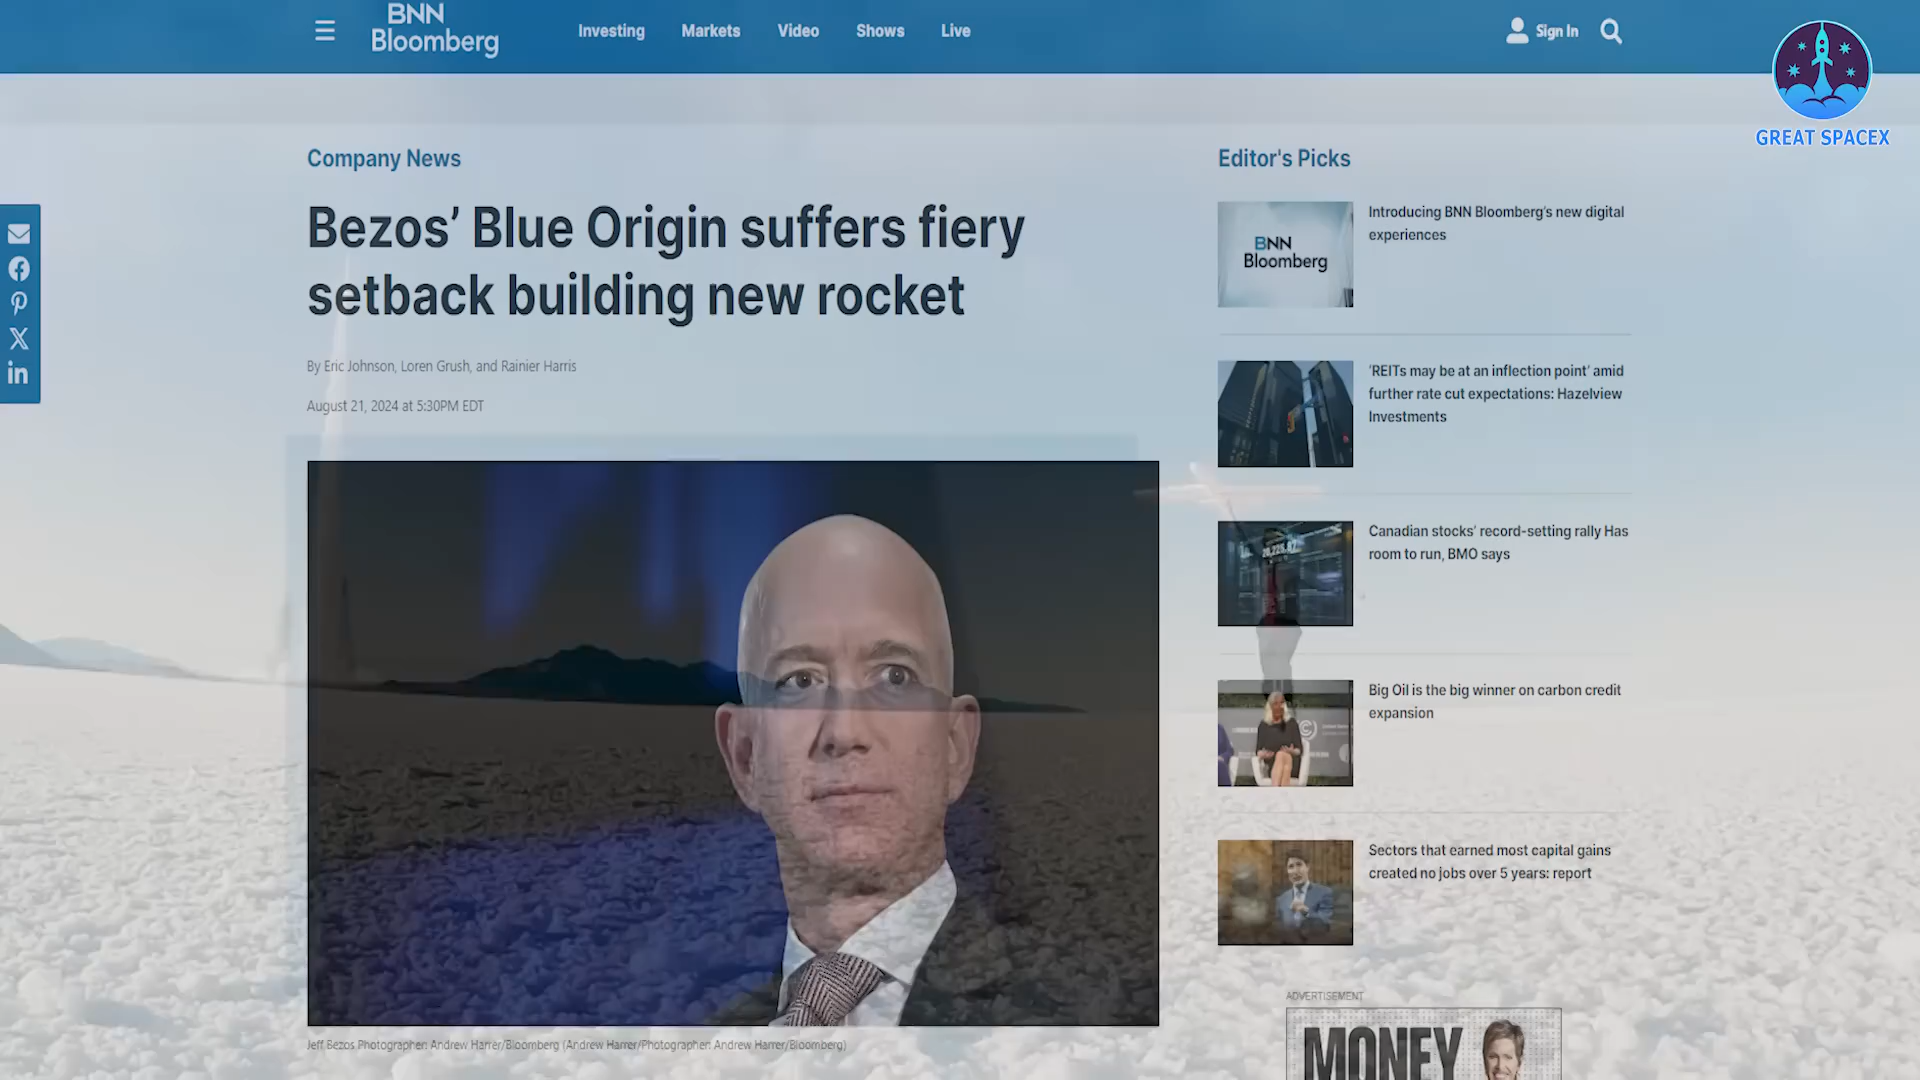 BNN
Bloomberg
Investing
Markets
Video
Shows
Live
Sign In
GREAT SPACEX
Company News
Bezos’ Blue Origin suffers fiery
setback building new rocket
By Eric Johnson, Loren Grush, and Rainier Harris
August 21, 2024 at 5:30PM EDT
Jeff Bezos Photographer: Andrew Harrer/Bloomberg (Andrew Harrer/Photographer: Andrew Harrer/Bloomberg)
Editor's Picks
BNN
Bloomberg
Introducing BNN Bloomberg's new digital
experiences
‘REITs may be at an inflection point’ amid
further rate cut expectations: Hazelview
Investments
Canadian stocks’ record-setting rally Has
room to run, BMO says
Big Oil is the big winner on carbon credit
expansion
Sectors that earned most capital gains
created no jobs over 5 years: report
ADVERTISEMENT
MONEY